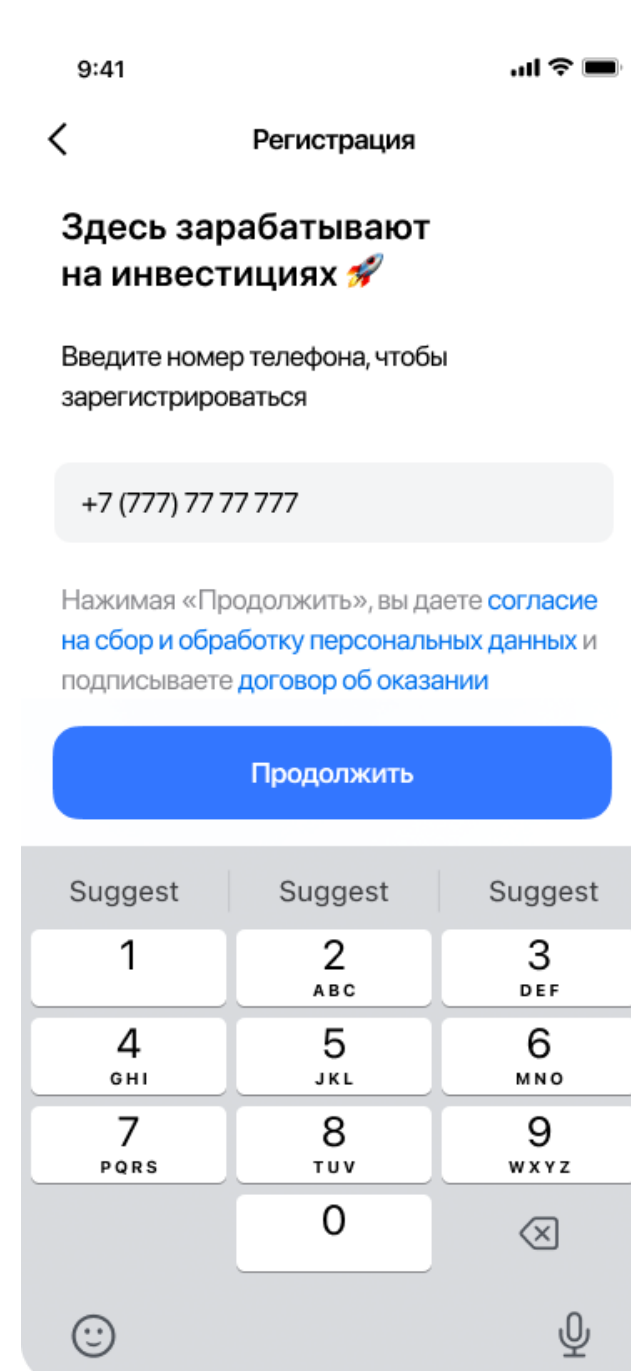 9:41
Регистрация
Здесь зарабатывают
на инвестициях 🚀
Введите номер телефона, чтобы
зарегистрироваться
+7 (777) 77 77 777
Нажимая «Продолжить», вы даете согласие
на сбор и обработку персональных данных и
подписываете договор об оказании
Продолжить
Suggest Suggest Suggest
1 2 3
ABC DEF
4 5 6
GHI JKL MNO
7 8 9
PQRS TUV WXYZ
0